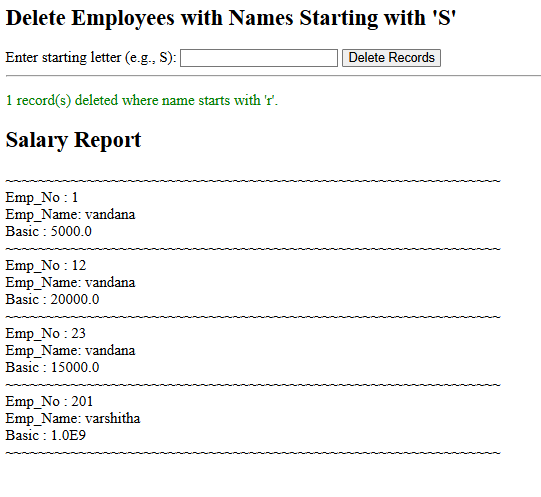 Delete Employees with Names Starting with 'S'
Enter starting letter (e.g., S): Delete Records
1 record(s) deleted where name starts with 'r'.
Salary Report
~~~~~~~~~~~~~~~~~~~~~~~~~~~~~~~~~~~~~~~~~~~~~~~~~~~~~~~
Emp_No : 1
Emp_Name: vandana
Basic : 5000.0
~~~~~~~~~~~~~~~~~~~~~~~~~~~~~~~~~~~~~~~~~~~~~~~~~~~~~~~
Emp_No : 12
Emp_Name: vandana
Basic : 20000.0
~~~~~~~~~~~~~~~~~~~~~~~~~~~~~~~~~~~~~~~~~~~~~~~~~~~~~~~
Emp_No : 23
Emp_Name: vandana
Basic : 15000.0
~~~~~~~~~~~~~~~~~~~~~~~~~~~~~~~~~~~~~~~~~~~~~~~~~~~~~~~
Emp_No : 201
Emp_Name: varshitha
Basic : 1.0E9
~~~~~~~~~~~~~~~~~~~~~~~~~~~~~~~~~~~~~~~~~~~~~~~~~~~~~~~